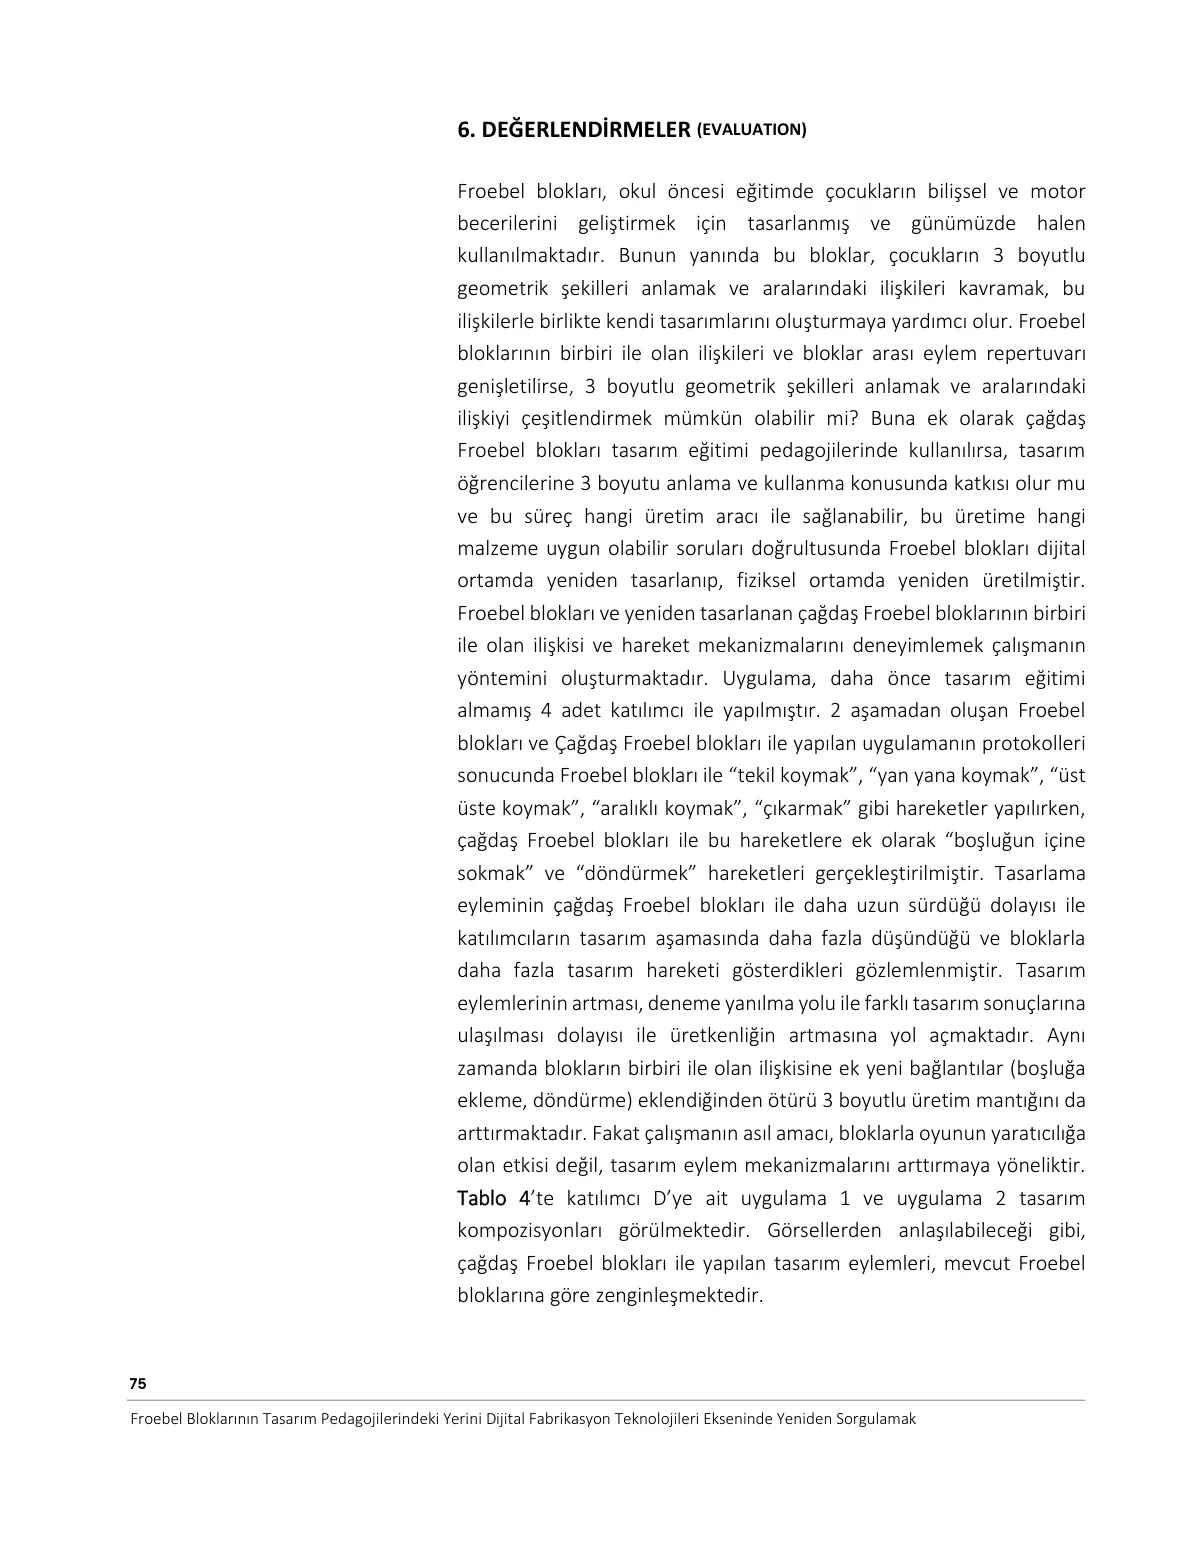 6. DEĞERLENDİRMELER (EVALUATION)
Froebel blokları, okul öncesi eğitimde çocukların bilişsel ve motor
becerilerini geliştirmek için tasarlanmış ve günümüzde halen
kullanılmaktadır. Bunun yanında bu bloklar, çocukların 3 boyutlu
geometrik şekilleri anlamak ve aralarındaki ilişkileri kavramak, bu
ilişkilerle birlikte kendi tasarımlarını oluşturmaya yardımcı olur. Froebel
bloklarının birbiri ile olan ilişkileri ve bloklar arası eylem repertuvarı
genişletilirse, 3 boyutlu geometrik şekilleri anlamak ve aralarındaki
ilişkiyi çeşitlendirmek mümkün olabilir mi? Buna ek olarak çağdaş
Froebel blokları tasarım eğitimi pedagojilerinde kullanılırsa, tasarım
öğrencilerine 3 boyutu anlama ve kullanma konusunda katkısı olur mu
ve bu süreç hangi üretim aracı ile sağlanabilir, bu üretime hangi
malzeme uygun olabilir soruları doğrultusunda Froebel blokları dijital
ortamda yeniden tasarlanıp, fiziksel ortamda yeniden üretilmiştir.
Froebel blokları ve yeniden tasarlanan çağdaş Froebel bloklarının birbiri
ile olan ilişkisi ve hareket mekanizmalarını deneyimlemek çalışmanın
yöntemini oluşturmaktadır. Uygulama, daha önce tasarım eğitimi
almamış 4 adet katılımcı ile yapılmıştır. 2 aşamadan oluşan Froebel
blokları ve Çağdaş Froebel blokları ile yapılan uygulamanın protokolleri
sonucunda Froebel blokları ile “tekil koymak”, “yan yana koymak”, “üst
üste koymak”, “aralıklı koymak”, “çıkarmak” gibi hareketler yapılırken,
çağdaş Froebel blokları ile bu hareketlere ek olarak “boşluğun içine
sokmak” ve “döndürmek” hareketleri gerçekleştirilmiştir. Tasarlama
eyleminin çağdaş Froebel blokları ile daha uzun sürdüğü dolayısı ile
katılımcıların tasarım aşamasında daha fazla düşündüğü ve bloklarla
daha fazla tasarım hareketi gösterdikleri gözlemlenmiştir. Tasarım
eylemlerinin artması, deneme yanılma yolu ile farklı tasarım sonuçlarına
ulaşılması dolayısı ile üretkenliğin artmasına yol açmaktadır. Aynı
zamanda blokların birbiri ile olan ilişkisine ek yeni bağlantılar (boşluğa
ekleme, döndürme) eklendiğinden ötürü 3 boyutlu üretim mantığını da
arttırmaktadır. Fakat çalışmanın asıl amacı, bloklarla oyunun yaratıcılığa
olan etkisi değil, tasarım eylem mekanizmalarını arttırmaya yöneliktir.
Tablo 4’te katılımcı D’ye ait uygulama 1 ve uygulama 2 tasarım
kompozisyonları görülmektedir. Görsellerden anlaşılabileceği gibi,
çağdaş Froebel blokları ile yapılan tasarım eylemleri, mevcut Froebel
bloklarına göre zenginleşmektedir.
75
Froebel Bloklarının Tasarım Pedagojilerindeki Yerini Dijital Fabrikasyon Teknolojileri Ekseninde Yeniden Sorgulamak